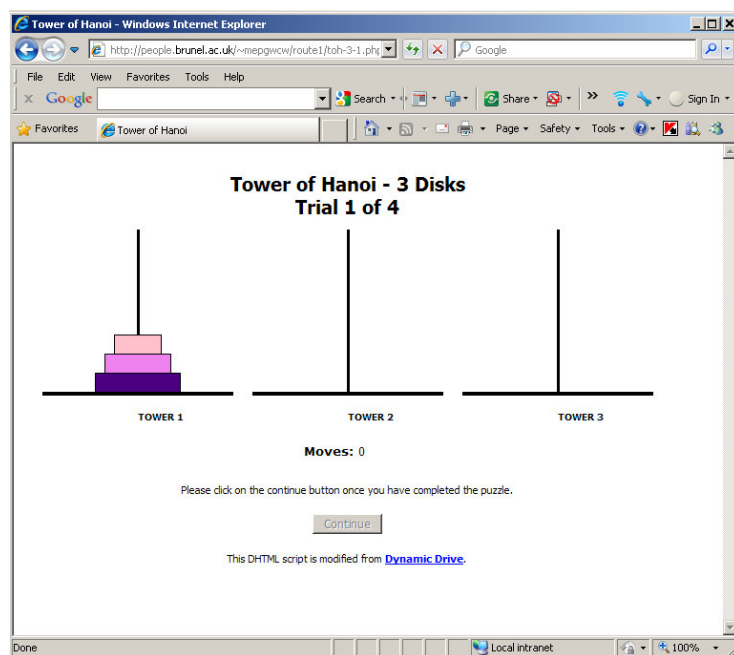 Tower of Hanoi - Windows Internet Explorer
http://people.brunel.ac.uk/~mepgwcw/route1/toh-3-1.php
Google
File Edit View Favorites Tools Help
x Google Search Share >> Sign In
Favorites Tower of Hanoi Page Safety Tools
Tower of Hanoi - 3 Disks
Trial 1 of 4
TOWER 1 TOWER 2 TOWER 3
Moves: 0
Please click on the continue button once you have completed the puzzle.
Continue
This DHTML script is modified from Dynamic Drive.
Done Local intranet 100%